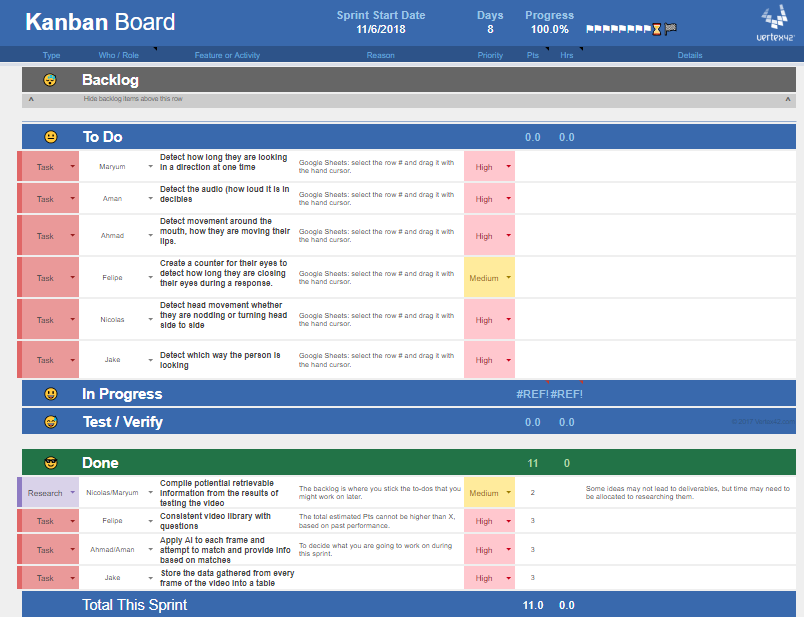 Kanban Board
Sprint Start Date Days Progress
11/6/2018 8 100.0%
vertex42
Type Who / Role Feature or Activity Reason Priority Pts Hrs Details
Backlog
^ Hide backlog items above this row ^
To Do 0.0 0.0
Task Maryum Detect how long they are looking
in a direction at one time
Google Sheets: select the row # and drag it with
the hand cursor.
High
Task Aman Detect the audio (how loud it is in
decibles
Google Sheets: select the row # and drag it with
the hand cursor.
High
Task Ahmad Detect movement around the
mouth, how they are moving their
lips.
Google Sheets: select the row # and drag it with
the hand cursor.
High
Task Felipe Create a counter for their eyes to
detect how long they are closing
their eyes during a response.
Google Sheets: select the row # and drag it with
the hand cursor.
Medium
Task Nicolas Detect head movement whether
they are nodding or turning head
side to side
Google Sheets: select the row # and drag it with
the hand cursor.
High
Task Jake Detect which way the person is
looking
Google Sheets: select the row # and drag it with
the hand cursor.
High
In Progress #REF! #REF!
Test / Verify 0.0 0.0
© 2017 Vertex42.com
Done 11 0
Research Nicolas/Maryum Compile potiential retrievable
information from the results of
testing the video
The backlog is where you stick the to-dos that you
might work on later.
Medium 2
Some ideas may not lead to deliverables, but time may need to
be allocated to researching them.
Task Felipe Consistent video library with
questions
The total estimated Pts cannot be higher than X,
based on past performance.
High 3
Task Ahmad/Aman Apply AI to each frame and
attempt to match and provide info
based on matches
To decide what you are going to work on during
this sprint.
High 3
Task Jake Store the data gathered from every
frame of the video into a table
High 3
Total This Sprint 11.0 0.0